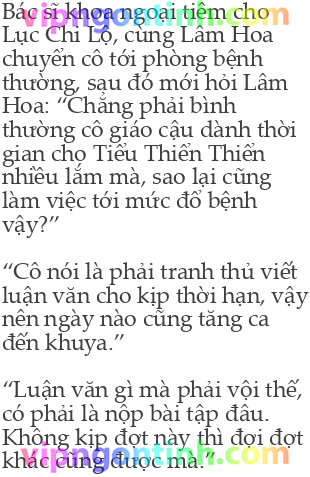 Bác sĩ khoa ngoại tiêm cho
Lục Chi Lộ, cùng Lâm Hoa
chuyển cô tới phòng bệnh
thường, sau đó mới hỏi Lâm
Hoa: “Chẳng phải bình
thường cô giáo cậu dành thời
gian cho Tiểu Thiển Thiển
nhiều lắm mà, sao lại cũng
làm việc tới mức đổ bệnh
vậy?”
“Cô nói là phải tranh thủ viết
luận văn cho kịp thời hạn, vậy
nên ngày nào cũng tăng ca
đến khuya.”
“Luận văn gì mà phải vội thế,
có phải là nộp bài tập đâu.
Không kịp đợt này thì đợi đợt
khác cũng được mà.”
vipngontinh.com
vipngontinh.com